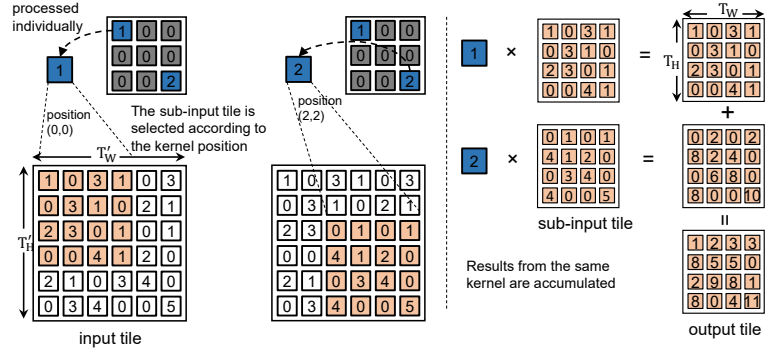 processed
individually
1 0 0
0 0 0
0 0 2
1
position
(0,0)
The sub-input tile is
selected according to
the kernel position
T'W
T'H
1 0 3 1 0 3
0 3 1 0 2 1
2 3 0 1 0 1
0 0 4 1 2 0
2 1 0 3 4 0
0 3 4 0 0 5
input tile
1 0 0
0 0 0
0 0 2
2
position
(2,2)
1 0 3 1 0 3
0 3 1 0 2 1
2 3 0 1 0 1
0 0 4 1 2 0
2 1 0 3 4 0
0 3 4 0 0 5
1 ×
1 0 3 1
0 3 1 0
2 3 0 1
0 0 4 1
=
TW
TH
1 0 3 1
0 3 1 0
2 3 0 1
0 0 4 1
+
2 ×
0 1 0 1
4 1 2 0
0 3 4 0
4 0 0 5
=
0 2 0 2
8 2 4 0
0 6 8 0
8 0 0 10
sub-input tile
=
Results from the same
kernel are accumulated
1 2 3 3
8 5 5 0
2 9 8 1
8 0 4 11
output tile